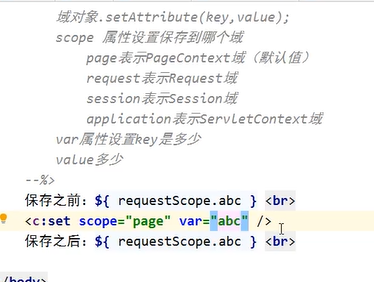 域对象.setAttribute(key,value);
scope 属性设置保存到哪个域
page表示PageContext域（默认值）
request表示Request域
session表示Session域
application表示ServletContext域
var属性设置key是多少
value多少
--%>
保存之前：${ requestScope.abc } <br>
<c:set scope="page" var="abc" />
保存之后：${ requestScope.abc } <br>
/body>